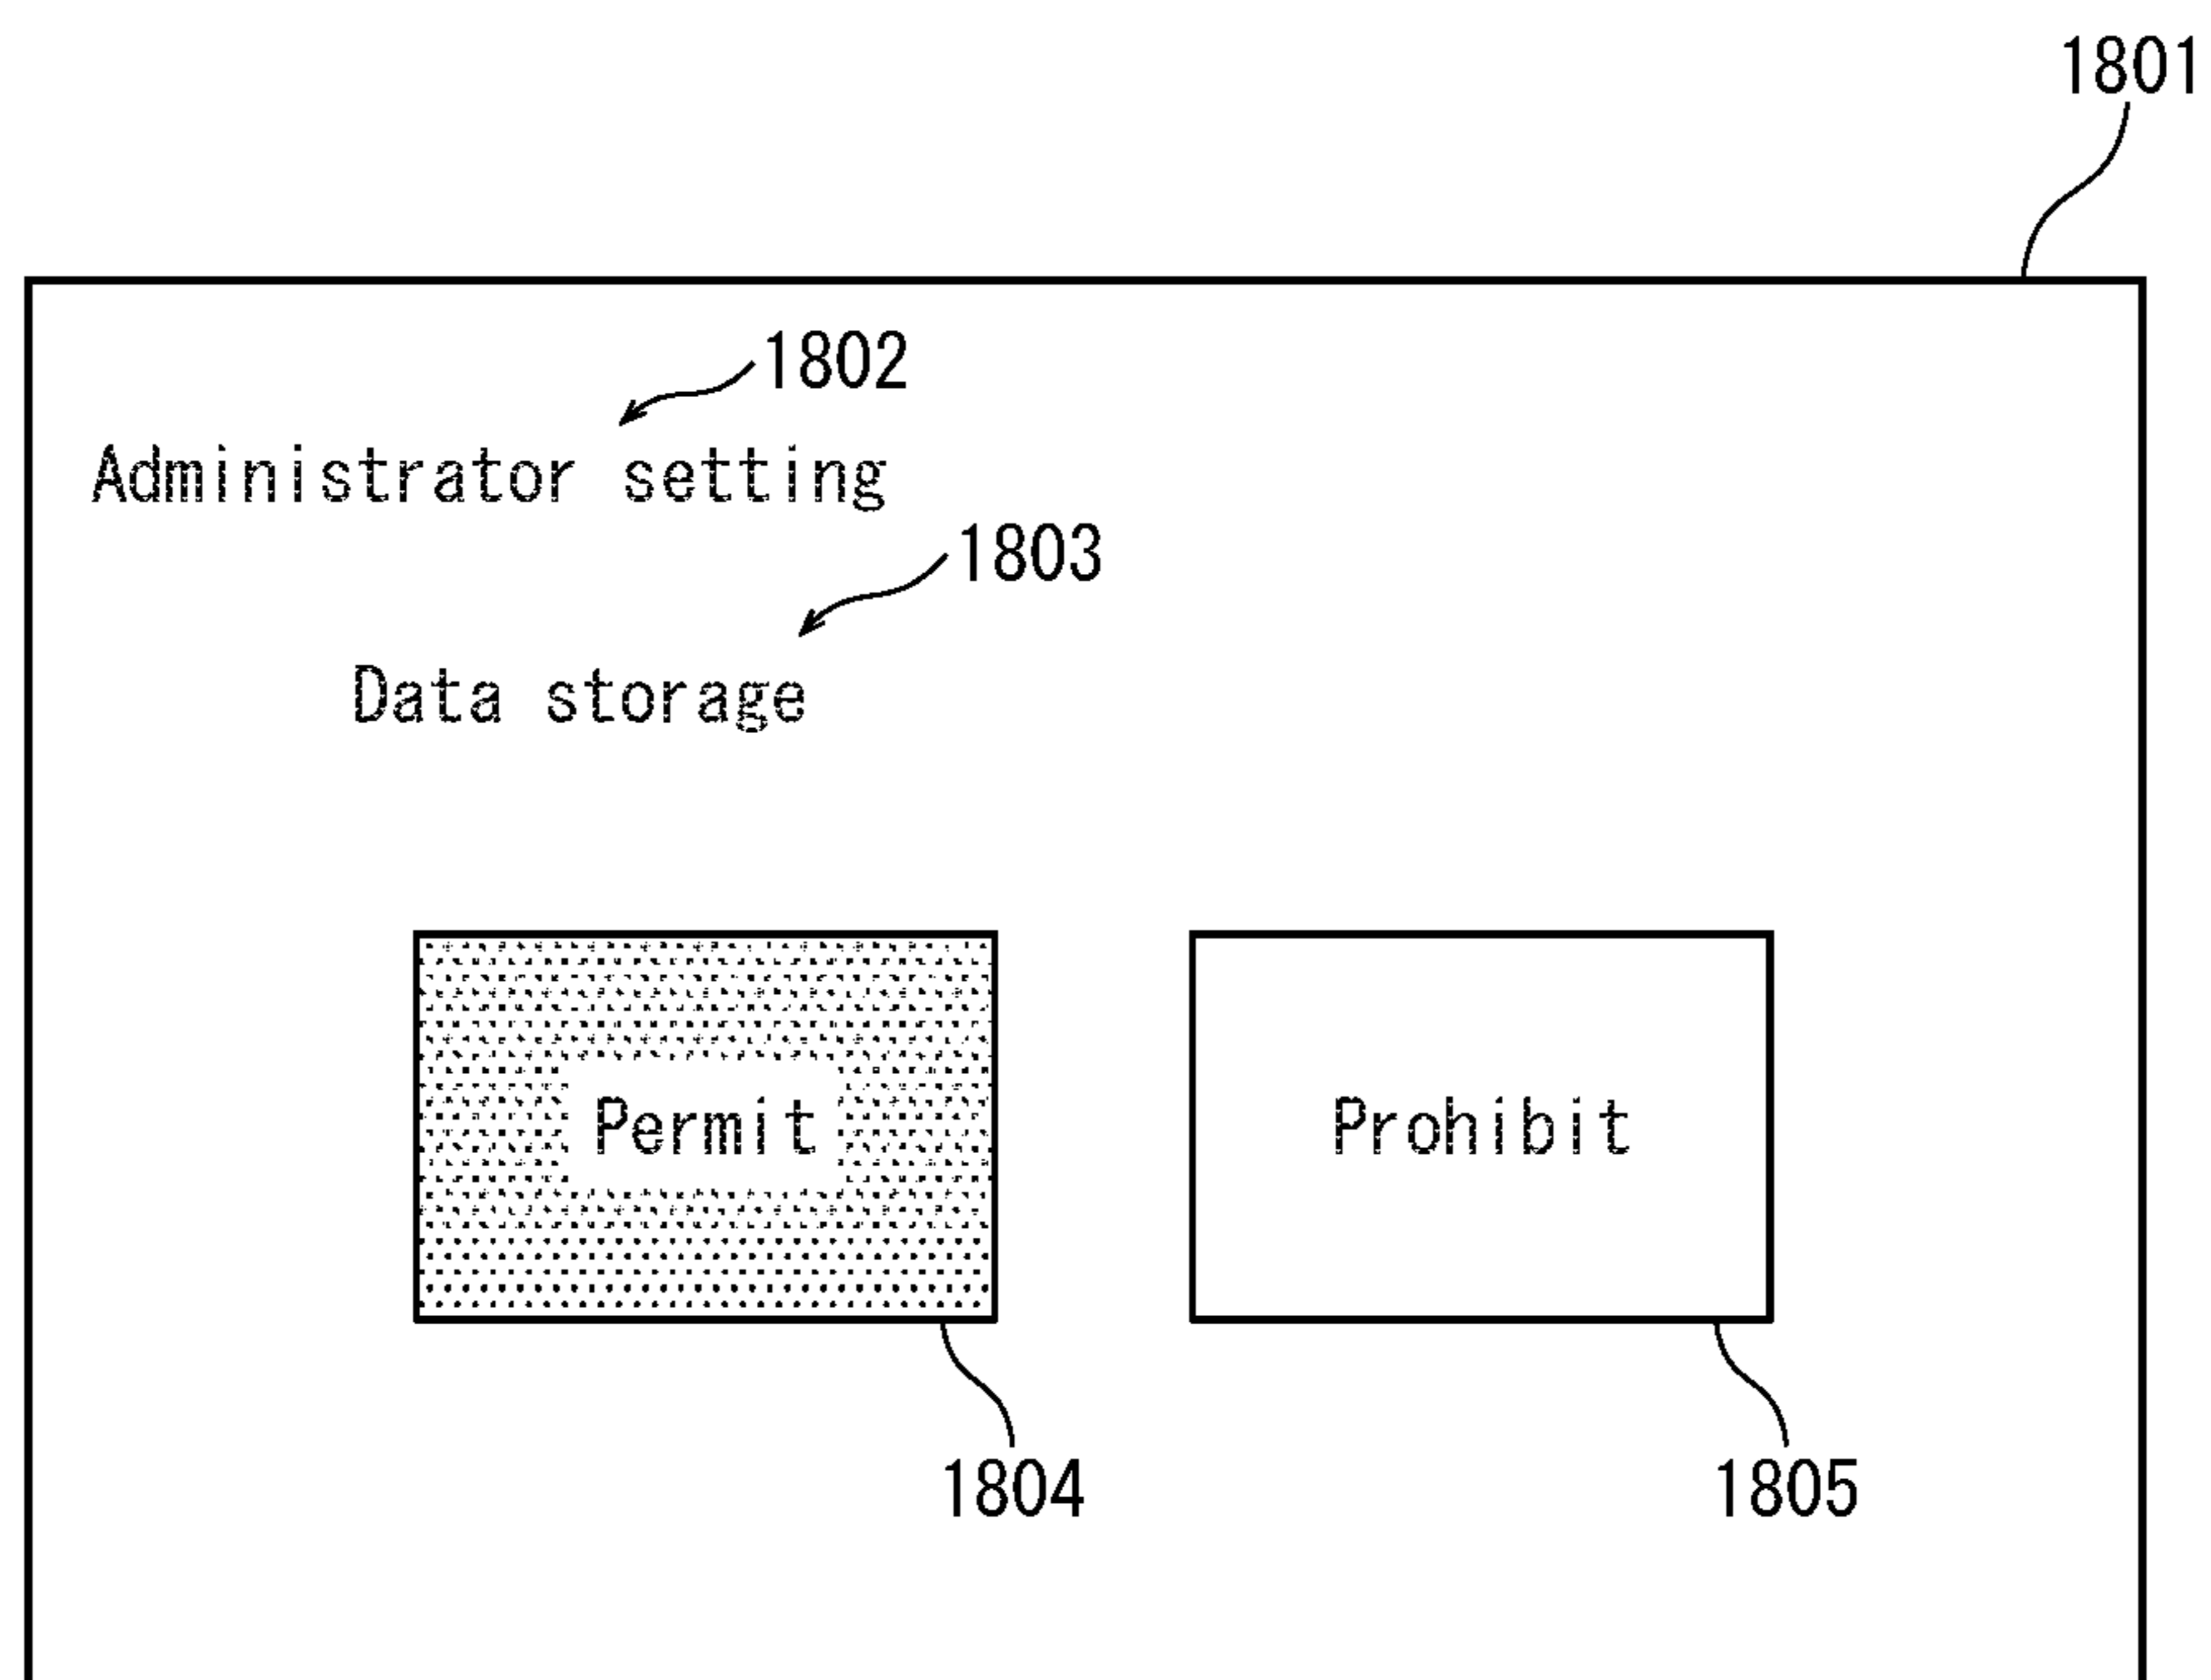 1801
1802
Administrator setting
1803
Data storage
Permit
Prohibit
1804
1805